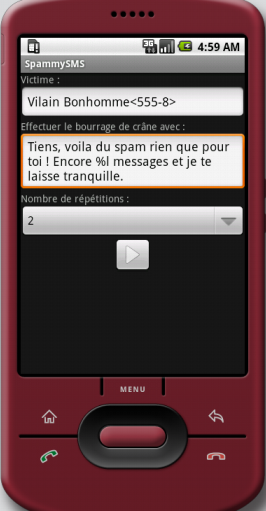 3G
4:59 AM
SpammySMS
Victime :
Vilain Bonhomme<555-8>
Effectuer le bourrage de crâne avec :
Tiens, voila du spam rien que pour
toi ! Encore %l messages et je te
laisse tranquille.
Nombre de répétitions :
2
MENU